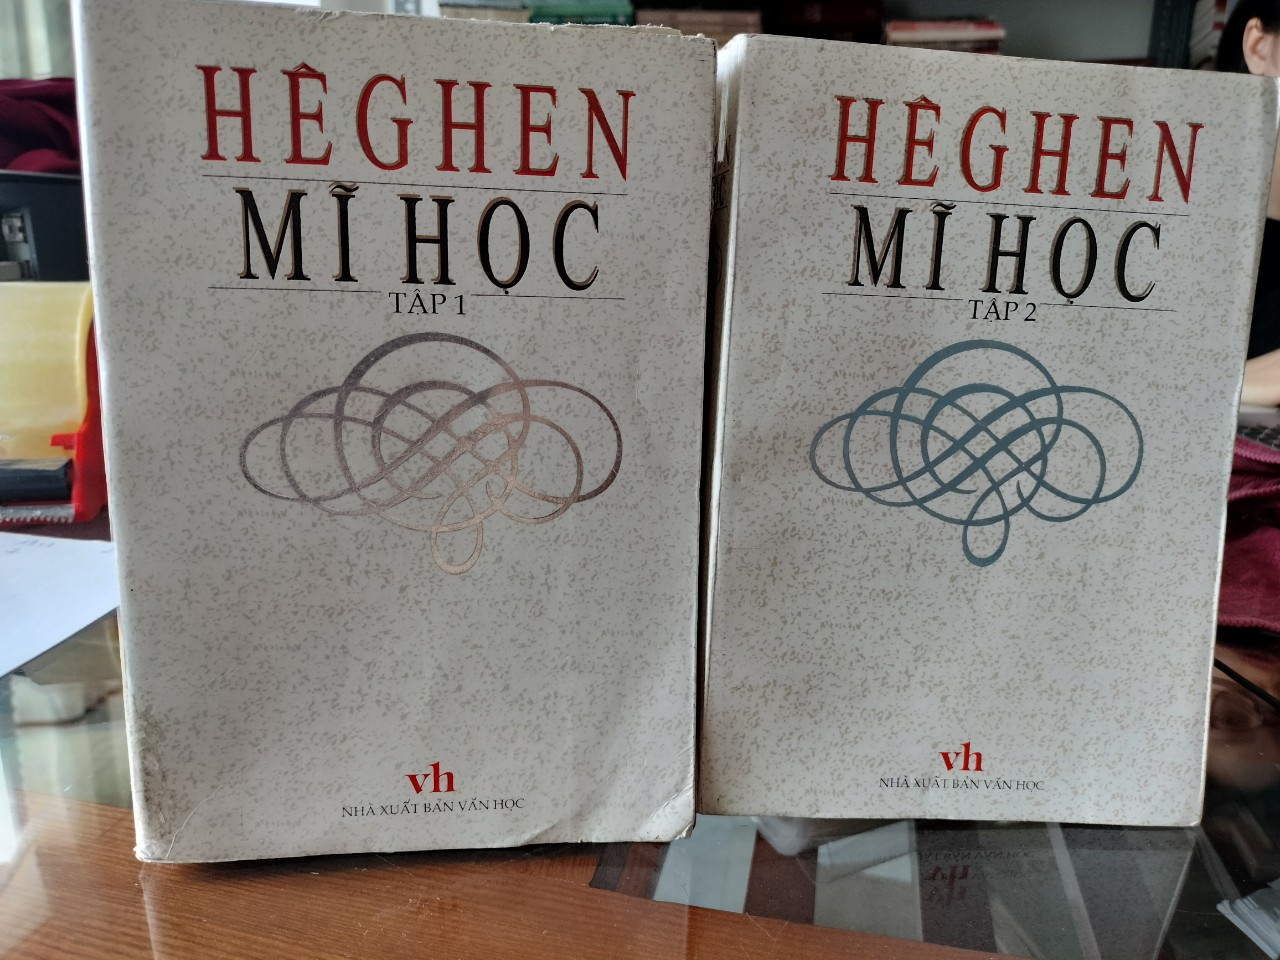 HÊGHEN
MĨ HỌC
TẬP 1
vh
NHÀ XUẤT BẢN VĂN HỌC
HÊGHEN
MĨ HỌC
TẬP 2
vh
NHÀ XUẤT BẢN VĂN HỌC